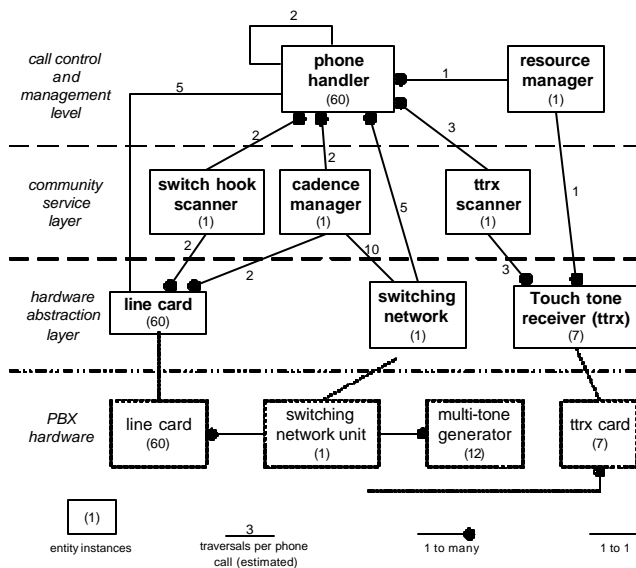 2
call control
and
management
level
phone
handler
(60)
resource
manager
(1)
5
1
2
2
3
5
1
community
service
layer
switch hook
scanner
(1)
cadence
manager
(1)
ttrx
scanner
(1)
2
2
10
3
hardware
abstraction
layer
line card
(60)
switching
network
(1)
Touch tone
receiver (ttrx)
(7)
PBX
hardware
line card
(60)
switching
network unit
(1)
multi-tone
generator
(12)
ttrx card
(7)
(1)
entity instances
3
traversals per phone
call (estimated)
1 to many
1 to 1